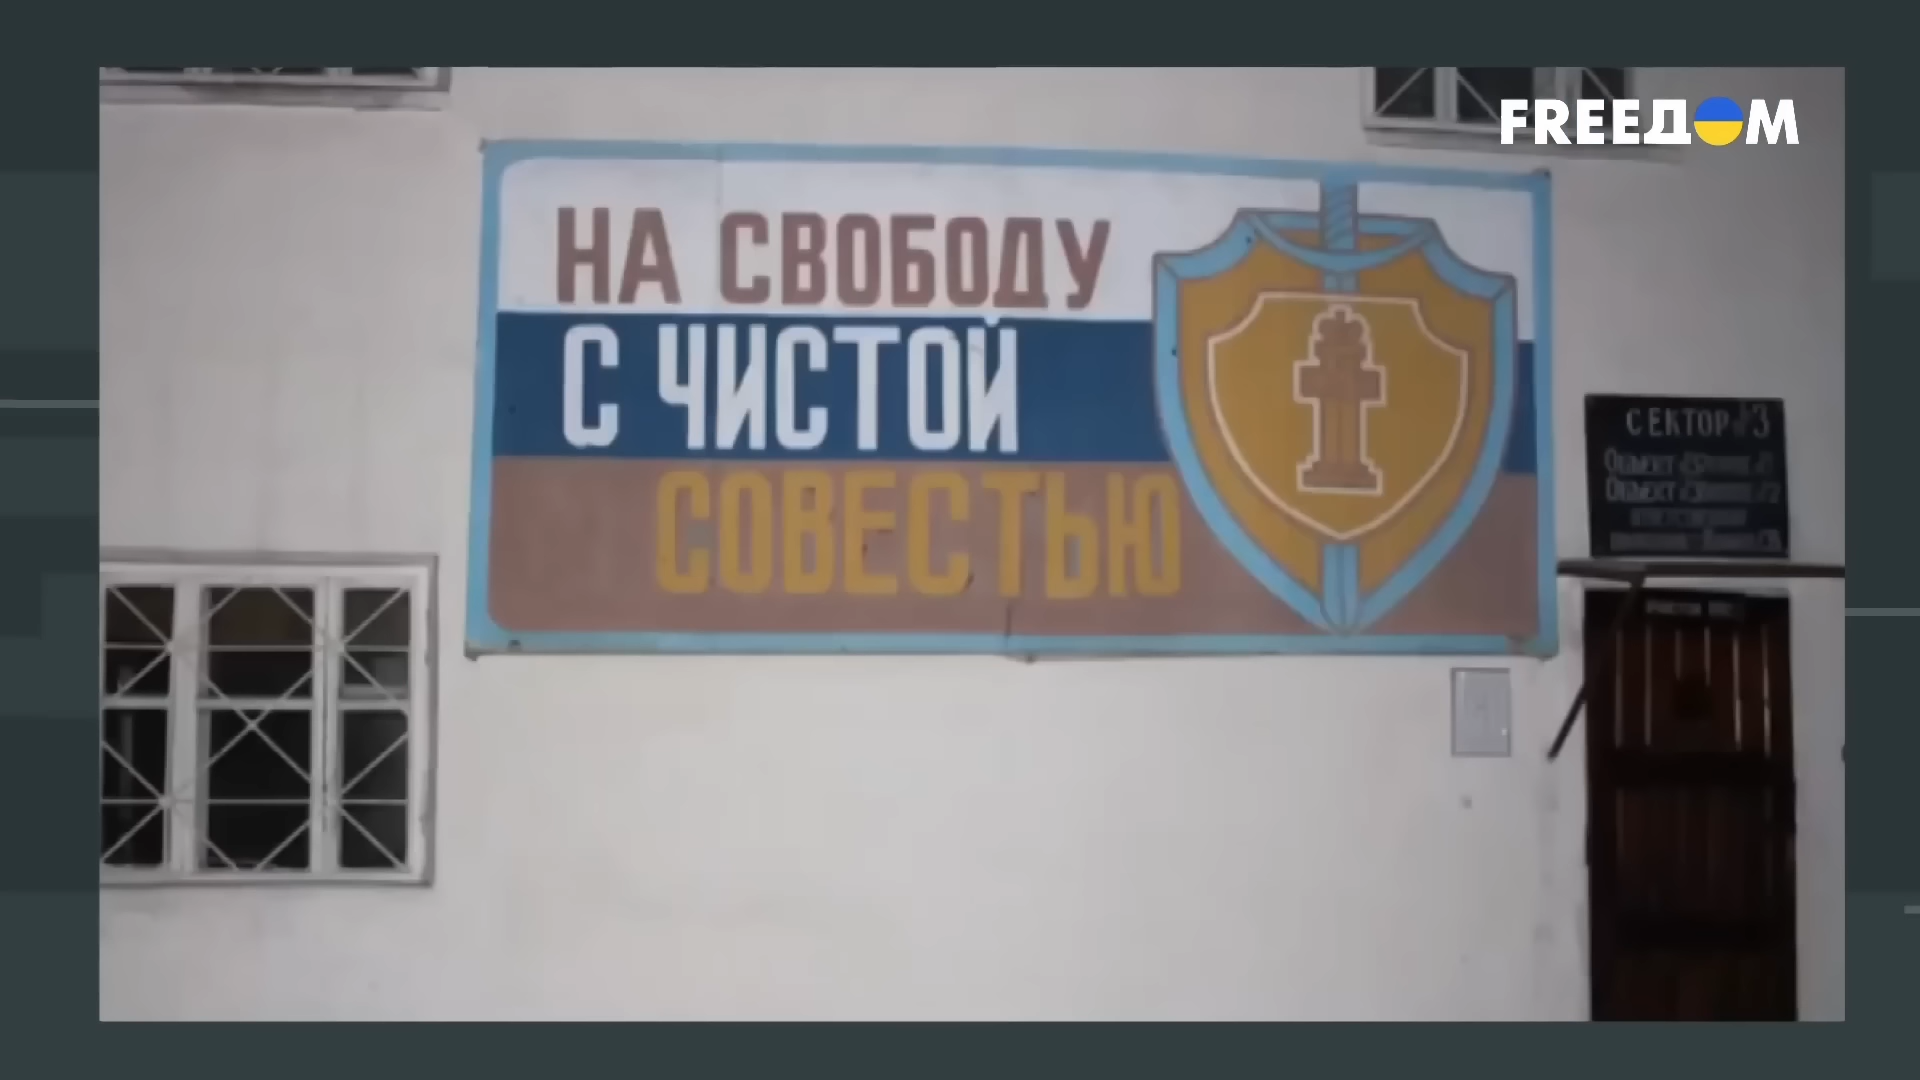 FREEДOM
НА СВОБОДУ
С ЧИСТОЙ
СОВЕСТЬЮ
СЕКТОР №3